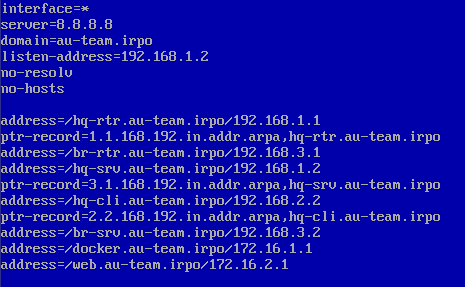 interface=*
server=8.8.8.8
domain=au-team.irpo
listen-address=192.168.1.2
no-resolv
no-hosts
address=/hq-rtr.au-team.irpo/192.168.1.1
ptr-record=1.1.168.192.in.addr.arpa,hq-rtr.au-team.irpo
address=/br-rtr.au-team.irpo/192.168.3.1
address=/hq-srv.au-team.irpo/192.168.1.2
ptr-record=3.1.168.192.in.addr.arpa,hq-srv.au-team.irpo
address=/hq-cli.au-team.irpo/192.168.2.2
ptr-record=2.2.168.192.in.addr.arpa,hq-cli.au-team.irpo
address=/br-srv.au-team.irpo/192.168.3.2
address=/docker.au-team.irpo/172.16.1.1
address=/web.au-team.irpo/172.16.2.1